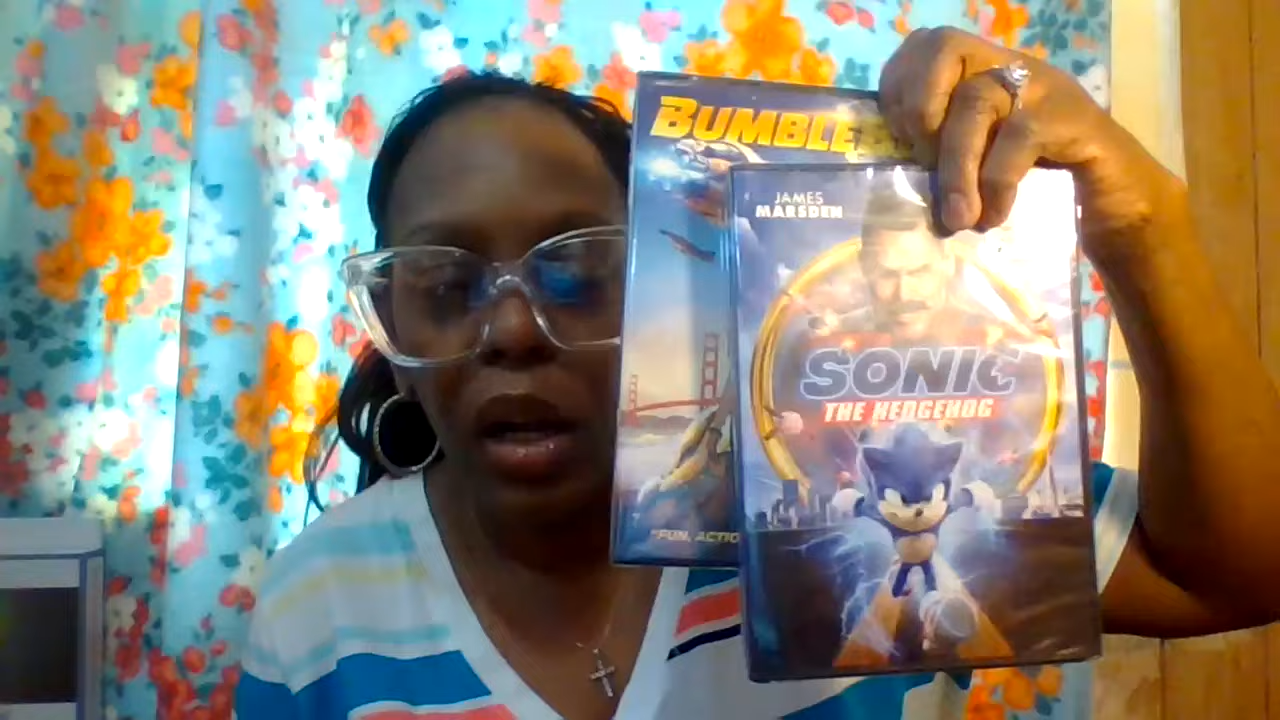 BUMBLEB
"FUN, ACTIO
JAMES
MARSDEN
SONIC
THE HEDGEHOG